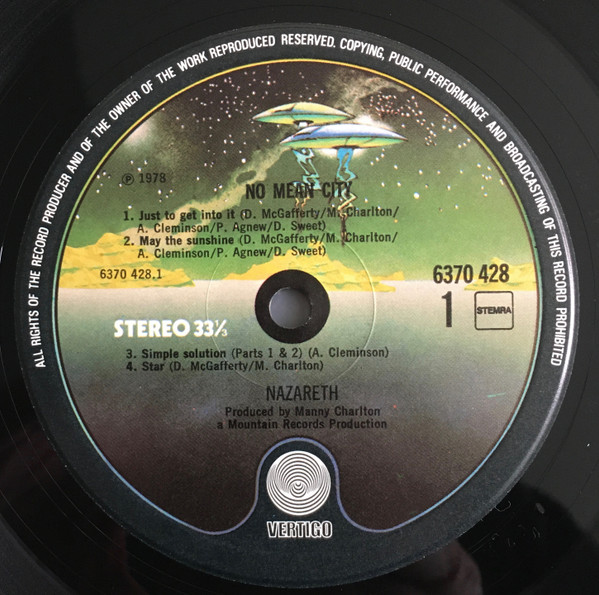 ALL RIGHTS OF THE RECORD PRODUCER AND OF THE OWNER OF THE WORK REPRODUCED RESERVED. COPYING, PUBLIC PERFORMANCE AND BROADCASTING OF THIS RECORD PROHIBITED
℗ 1978
NO MEAN CITY
1. Just to get into it (D. McGafferty/M. Charlton/
A. Cleminson/P. Agnew/D. Sweet)
2. May the sunshine (D. McGafferty/M. Charlton/
A. Cleminson/P. Agnew/D. Sweet)
6370 428.1
6370 428
1
STEMRA
STEREO 33⅓
3. Simple solution (Parts 1 & 2) (A. Cleminson)
4. Star (D. McGafferty/M. Charlton)
NAZARETH
Produced by Manny Charlton
a Mountain Records Production
VERTIGO